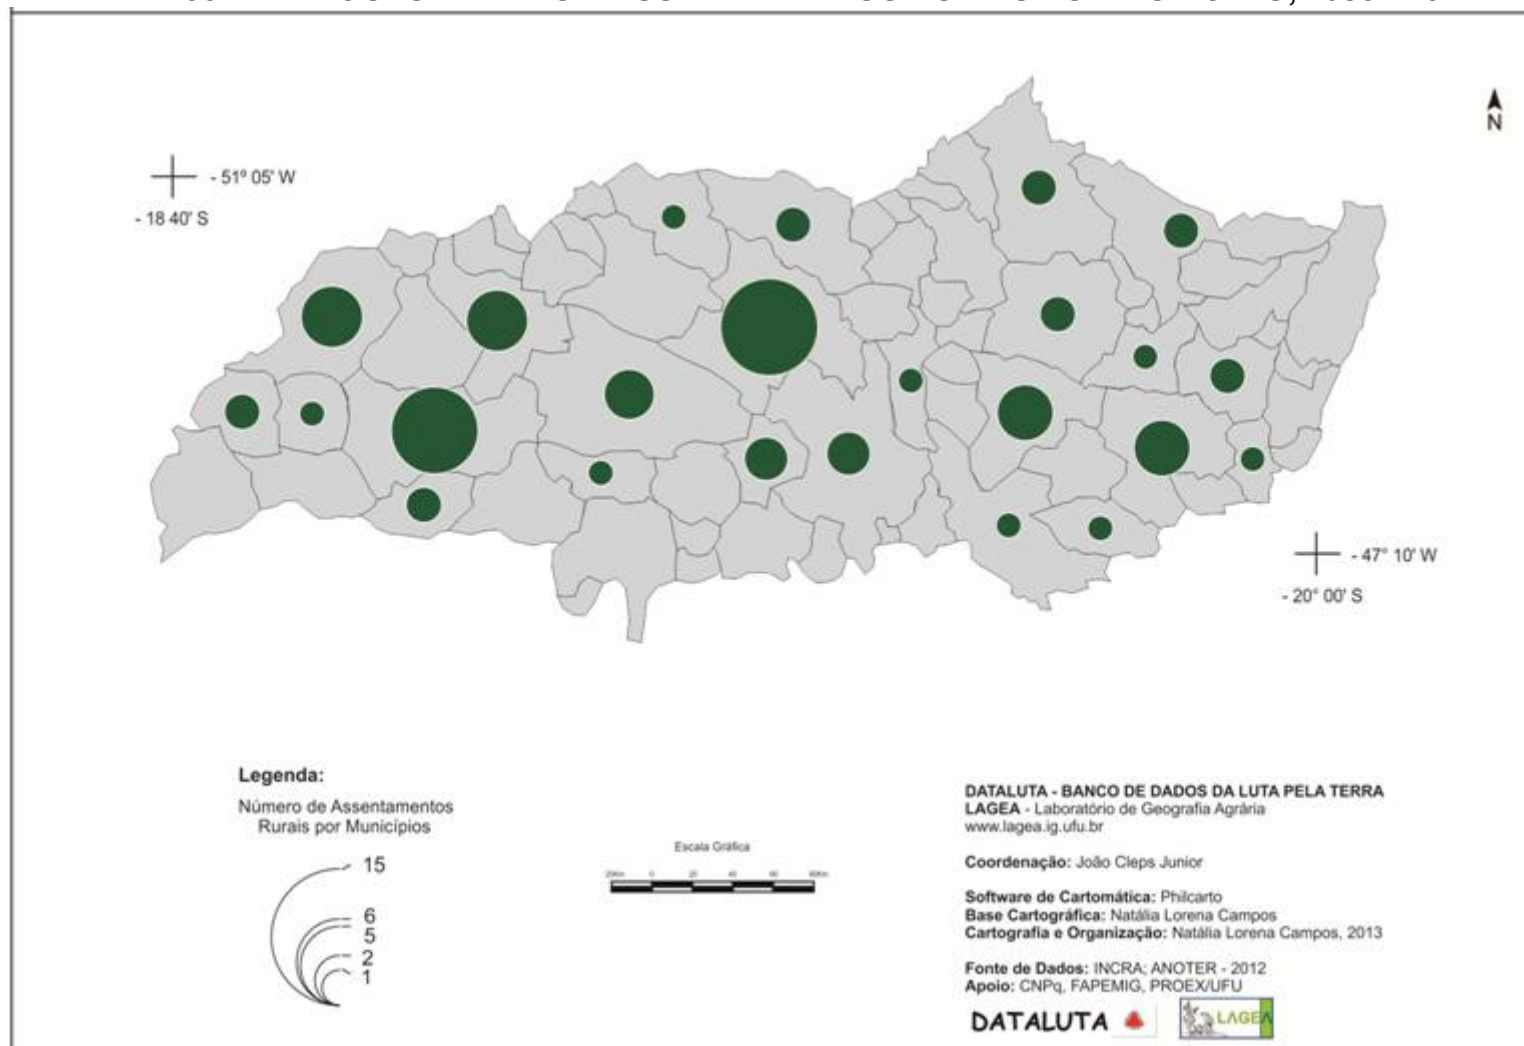 - 51º 05' W
- 18 40' S
N
- 47° 10' W
- 20° 00' S
Legenda:
Número de Assentamentos
Rurais por Municípios
15
6
5
2
1
Escala Gráfica
0 20 40
DATALUTA - BANCO DE DADOS DA LUTA PELA TERRA
LAGEA - Laboratório de Geografia Agrária
www.lagea.ig.ufu.br
Coordenação: João Cleps Junior
Software de Cartomática: Philcarto
Base Cartográfica: Natália Lorena Campos
Cartografia e Organização: Natália Lorena Campos, 2013
Fonte de Dados: INCRA; ANOTER - 2012
Apoio: CNPq, FAPEMIG, PROEX/UFU
DATALUTA
LAGEA